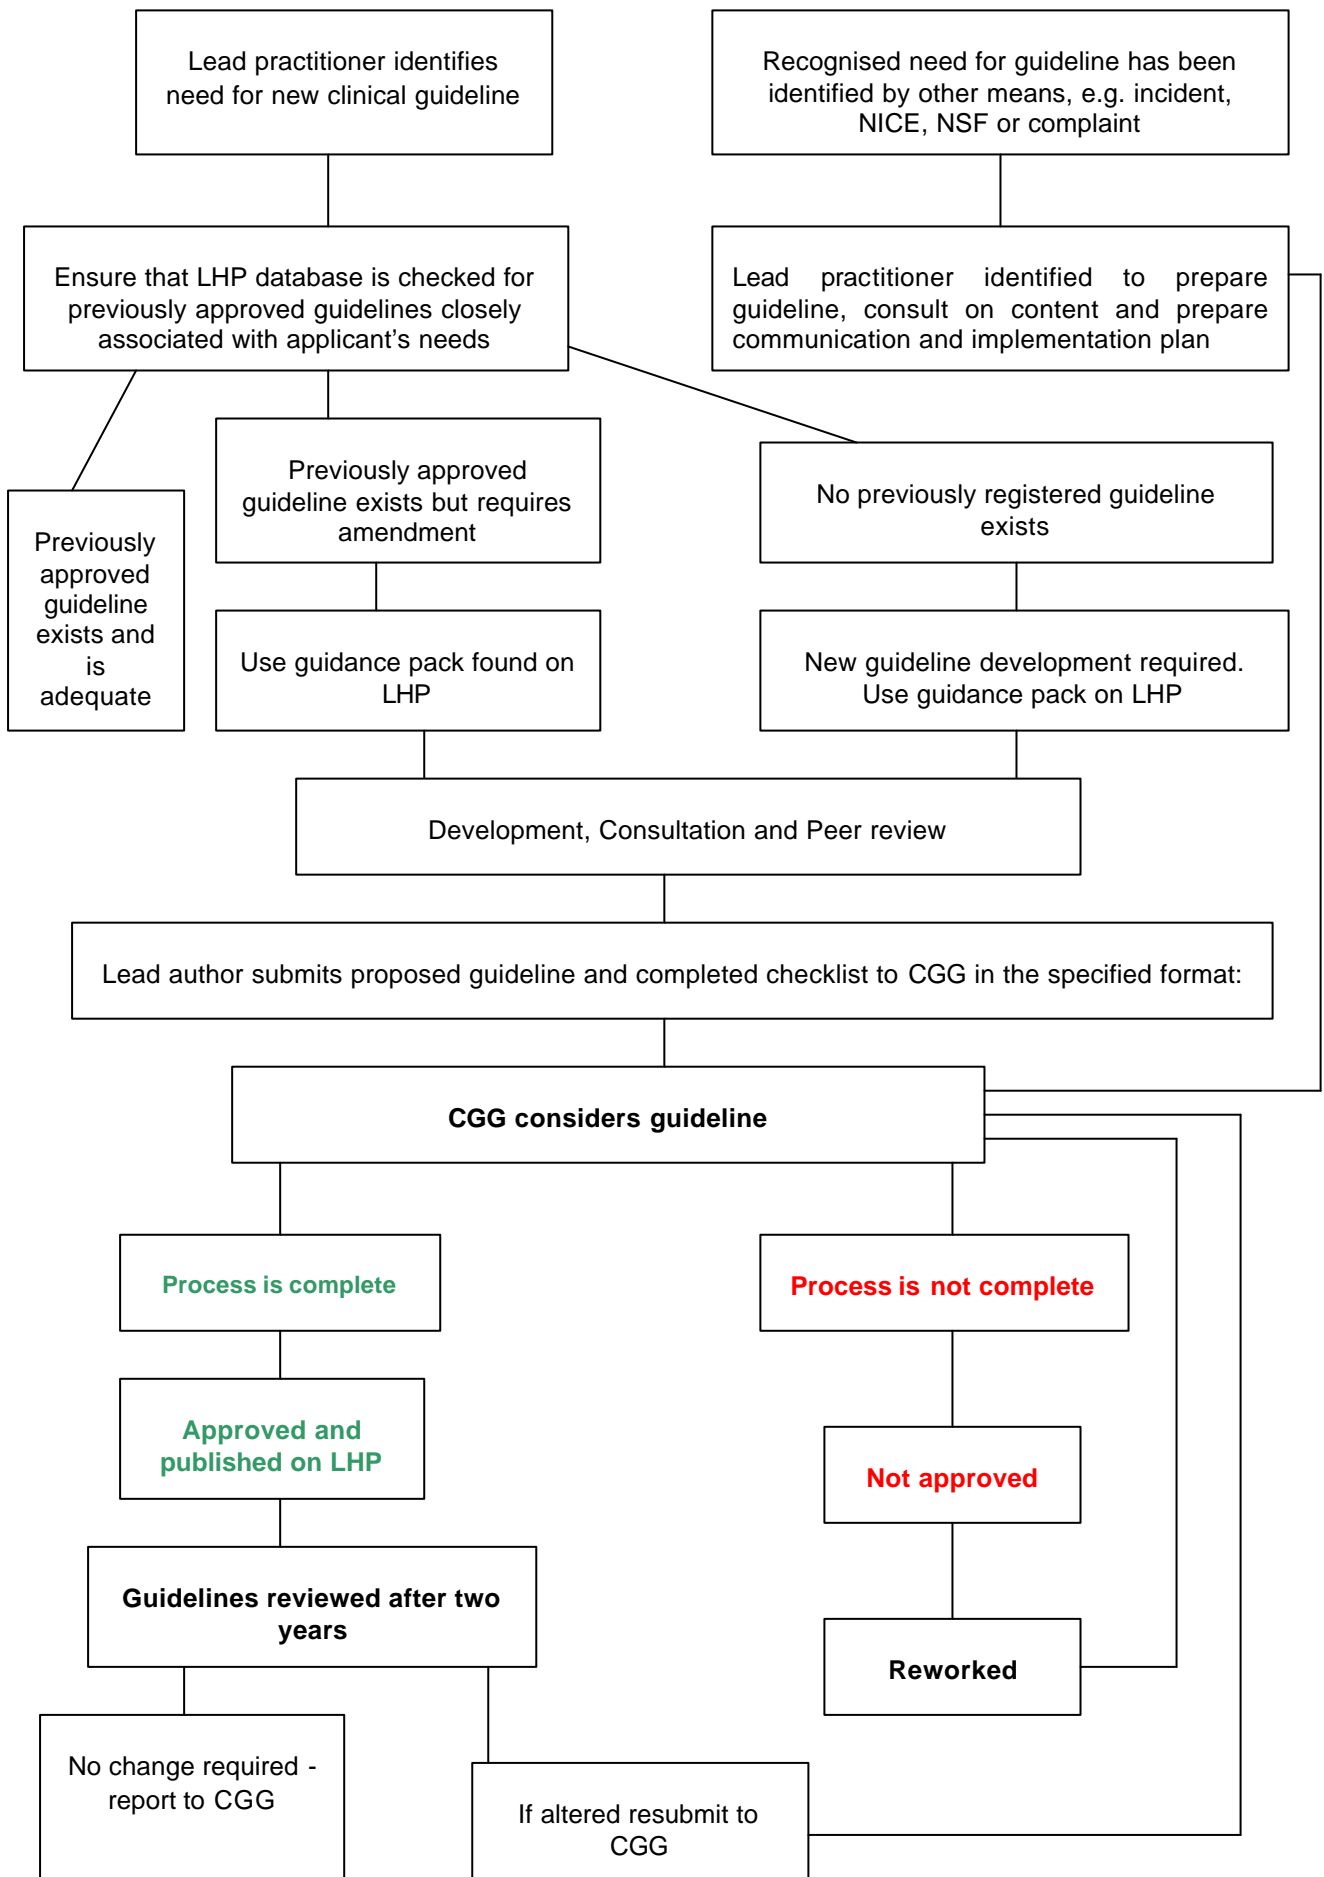 Lead practitioner identifies
need for new clinical guideline
Recognised need for guideline has been
identified by other means, e.g. incident,
NICE, NSF or complaint
Ensure that LHP database is checked for
previously approved guidelines closely
associated with applicant's needs
Lead practitioner identified to prepare
guideline, consult on content and prepare
communication and implementation plan
Previously
approved
guideline
exists and
is
adequate
Previously approved
guideline exists but requires
amendment
No previously registered guideline
exists
Use guidance pack found on
LHP
New guideline development required.
Use guidance pack on LHP
Development, Consultation and Peer review
Lead author submits proposed guideline and completed checklist to CGG in the specified format:
CGG considers guideline
Process is complete
Process is not complete
Approved and
published on LHP
Not approved
Guidelines reviewed after two
years
Reworked
No change required -
report to CGG
If altered resubmit to
CGG